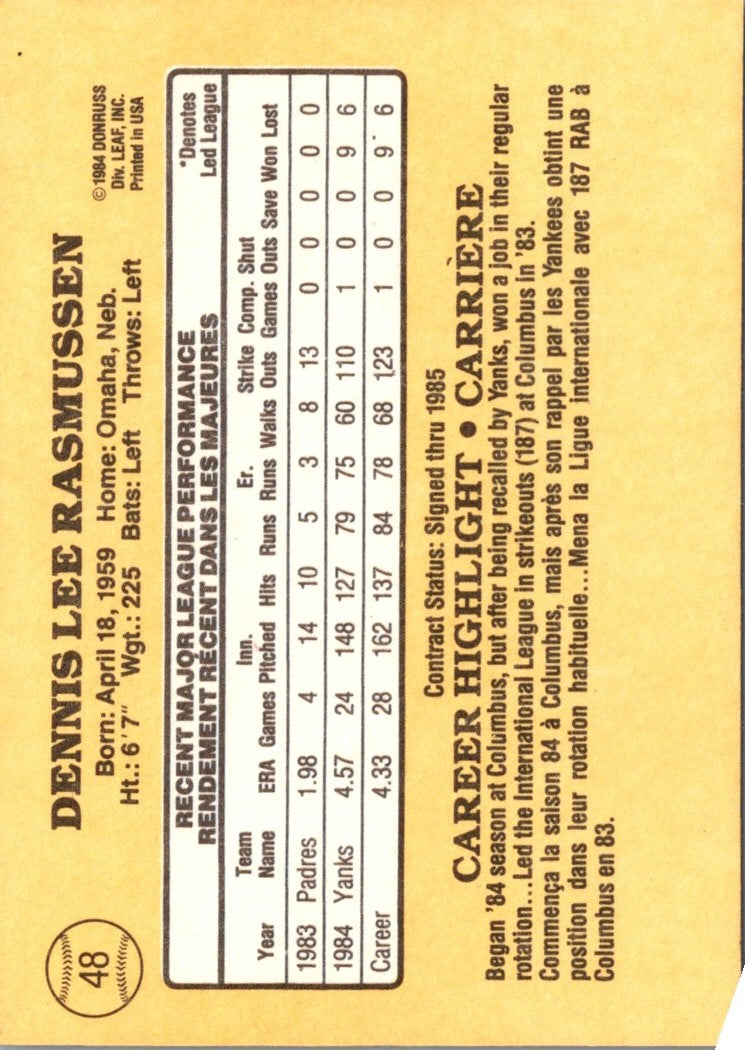 48
DENNIS LEE RASMUSSEN
Born: April 18, 1959 Home: Omaha, Neb.
Ht.: 6'7" Wgt.: 225 Bats: Left Throws: Left
© 1984 DONRUSS
Div. LEAF, INC.
Printed in USA
RECENT MAJOR LEAGUE PERFORMANCE
RENDEMENT RÉCENT DANS LES MAJEURES
*Denotes
Led League
Team Inn. Er. Strike Comp. Shut
Year Name ERA Games Pitched Hits Runs Runs Walks Outs Games Outs Save Won Lost
1983 Padres 1.98 4 14 10 5 3 8 13 0 0 0 0 0
1984 Yanks 4.57 24 148 127 79 75 60 110 1 0 0 9 6
Career 4.33 28 162 137 84 78 68 123 1 0 0 9 6
Contract Status: Signed thru 1985
CAREER HIGHLIGHT • CARRIÈRE
Began '84 season at Columbus, but after being recalled by Yanks, won a job in their regular
rotation...Led the International League in strikeouts (187) at Columbus in '83.
Commença la saison 84 à Columbus, mais après son rappel par les Yankees obtint une
position dans leur rotation habituelle...Mena la Ligue internationale avec 187 RAB à
Columbus en 83.